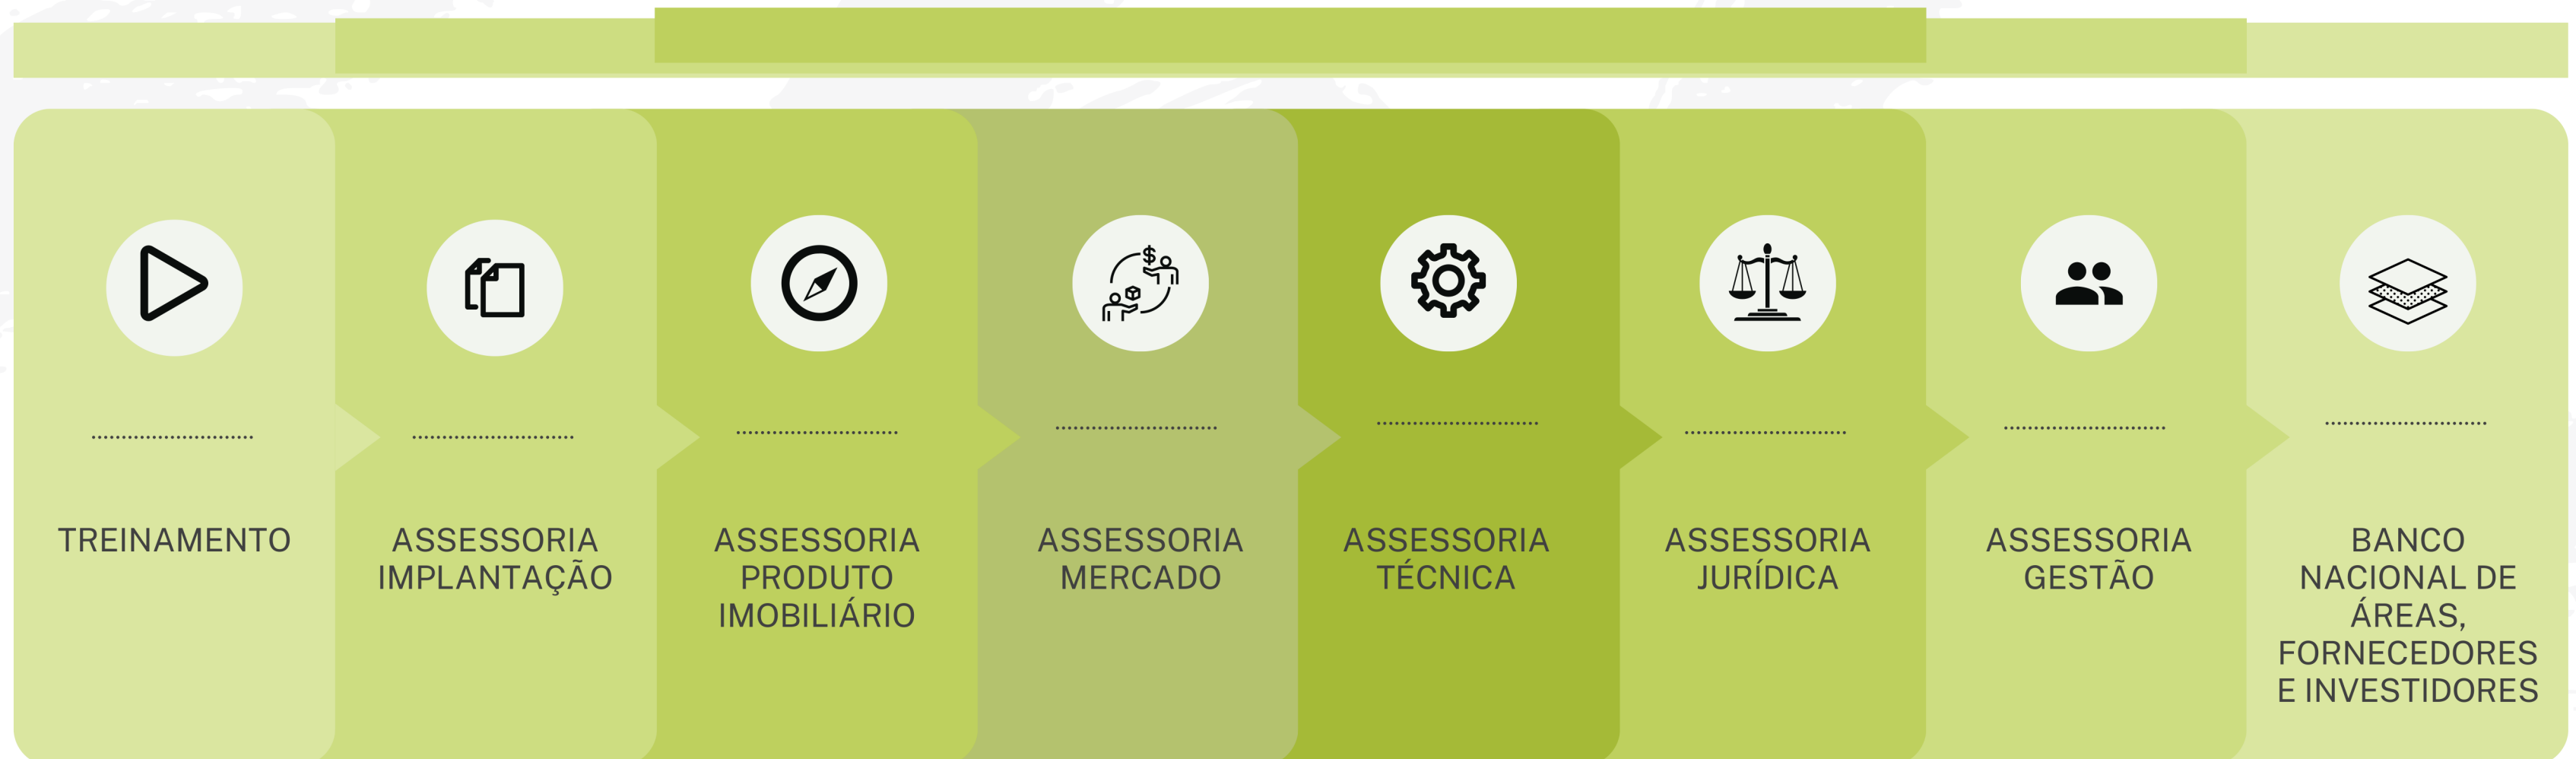 TREINAMENTO
ASSESSORIA
IMPLANTAÇÃO
ASSESSORIA
PRODUTO
IMOBILIÁRIO
ASSESSORIA
MERCADO
ASSESSORIA
TÉCNICA
ASSESSORIA
JURÍDICA
ASSESSORIA
GESTÃO
BANCO
NACIONAL DE
ÁREAS,
FORNECEDORES
E INVESTIDORES